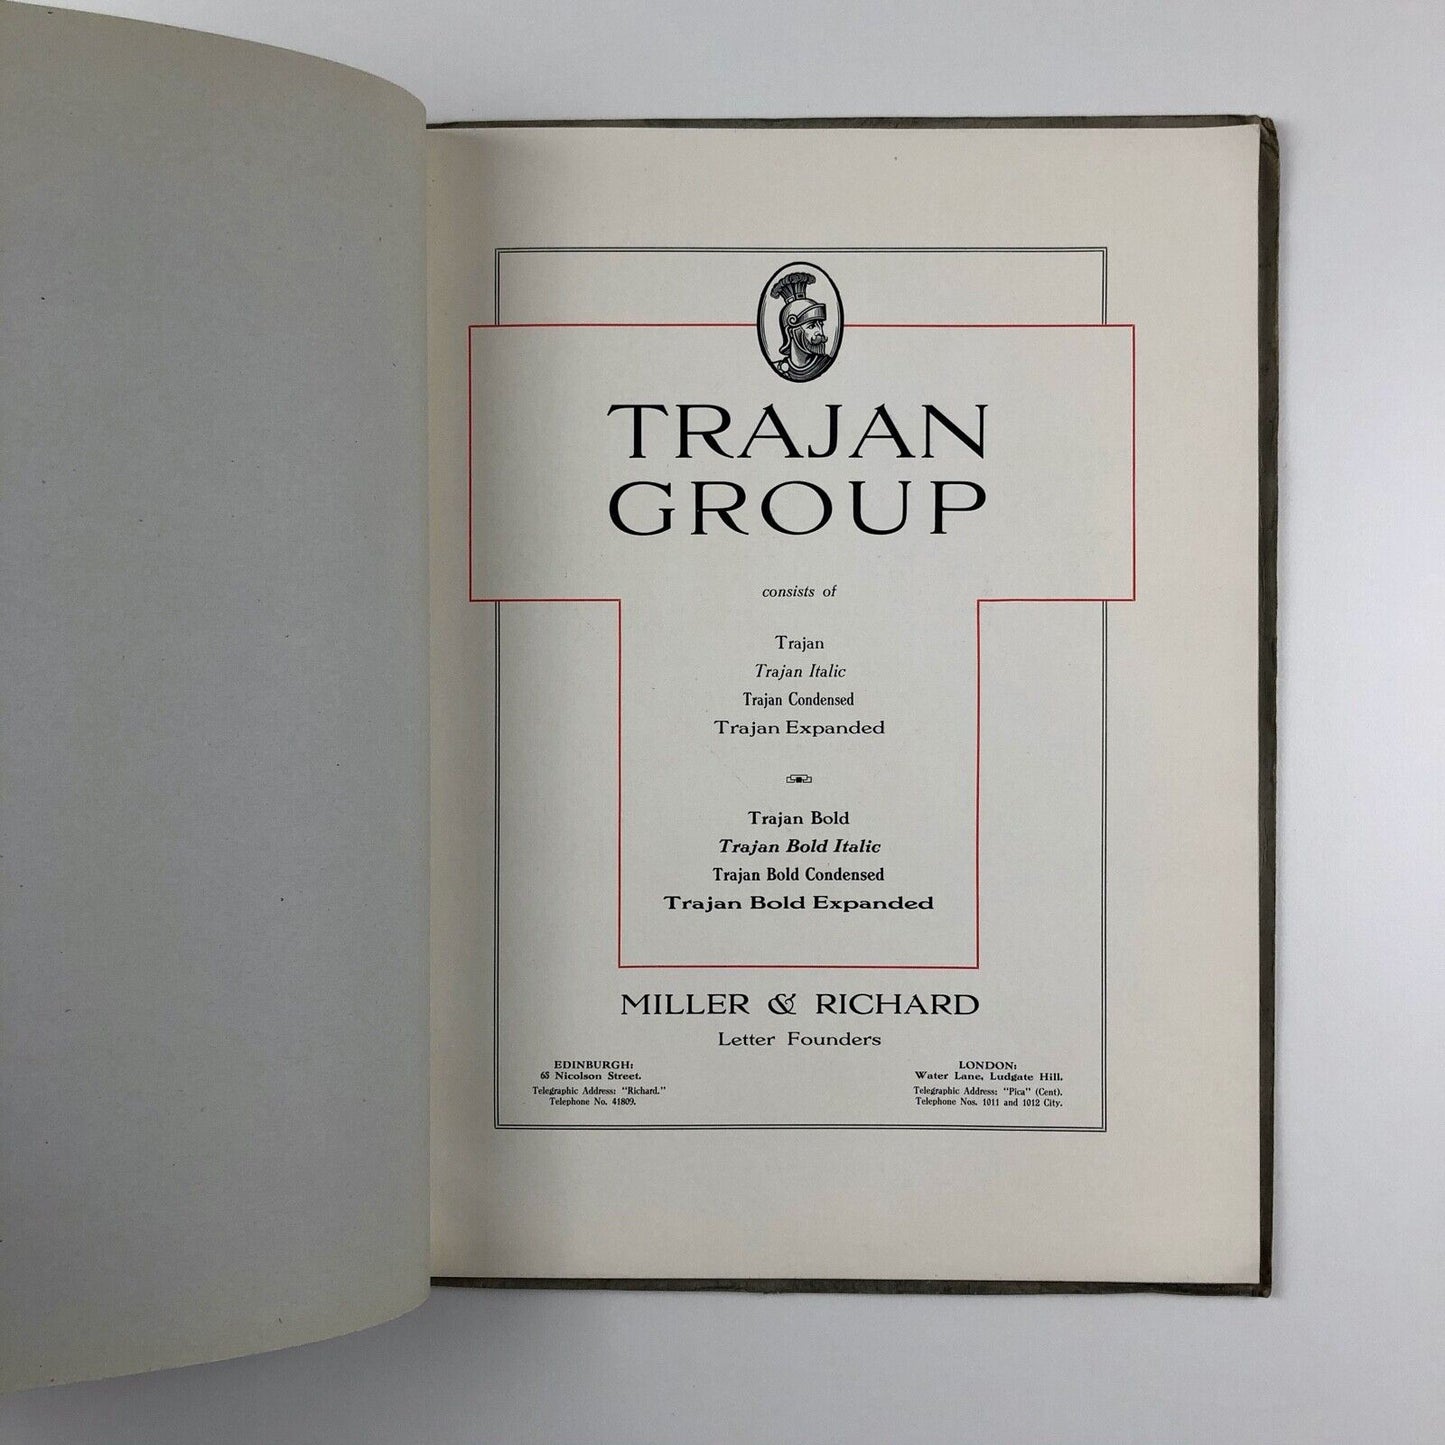 TRAJAN
GROUP
consists of
Trajan
Trajan Italic
Trajan Condensed
Trajan Expanded
Trajan Bold
Trajan Bold Italic
Trajan Bold Condensed
Trajan Bold Expanded
MILLER & RICHARD
Letter Founders
EDINBURGH:
65 Nicolson Street.
Telegraphic Address: "Richard."
Telephone No. 41809.
LONDON:
Water Lane, Ludgate Hill.
Telegraphic Address: "Pica" (Cent).
Telephone Nos. 1011 and 1012 City.